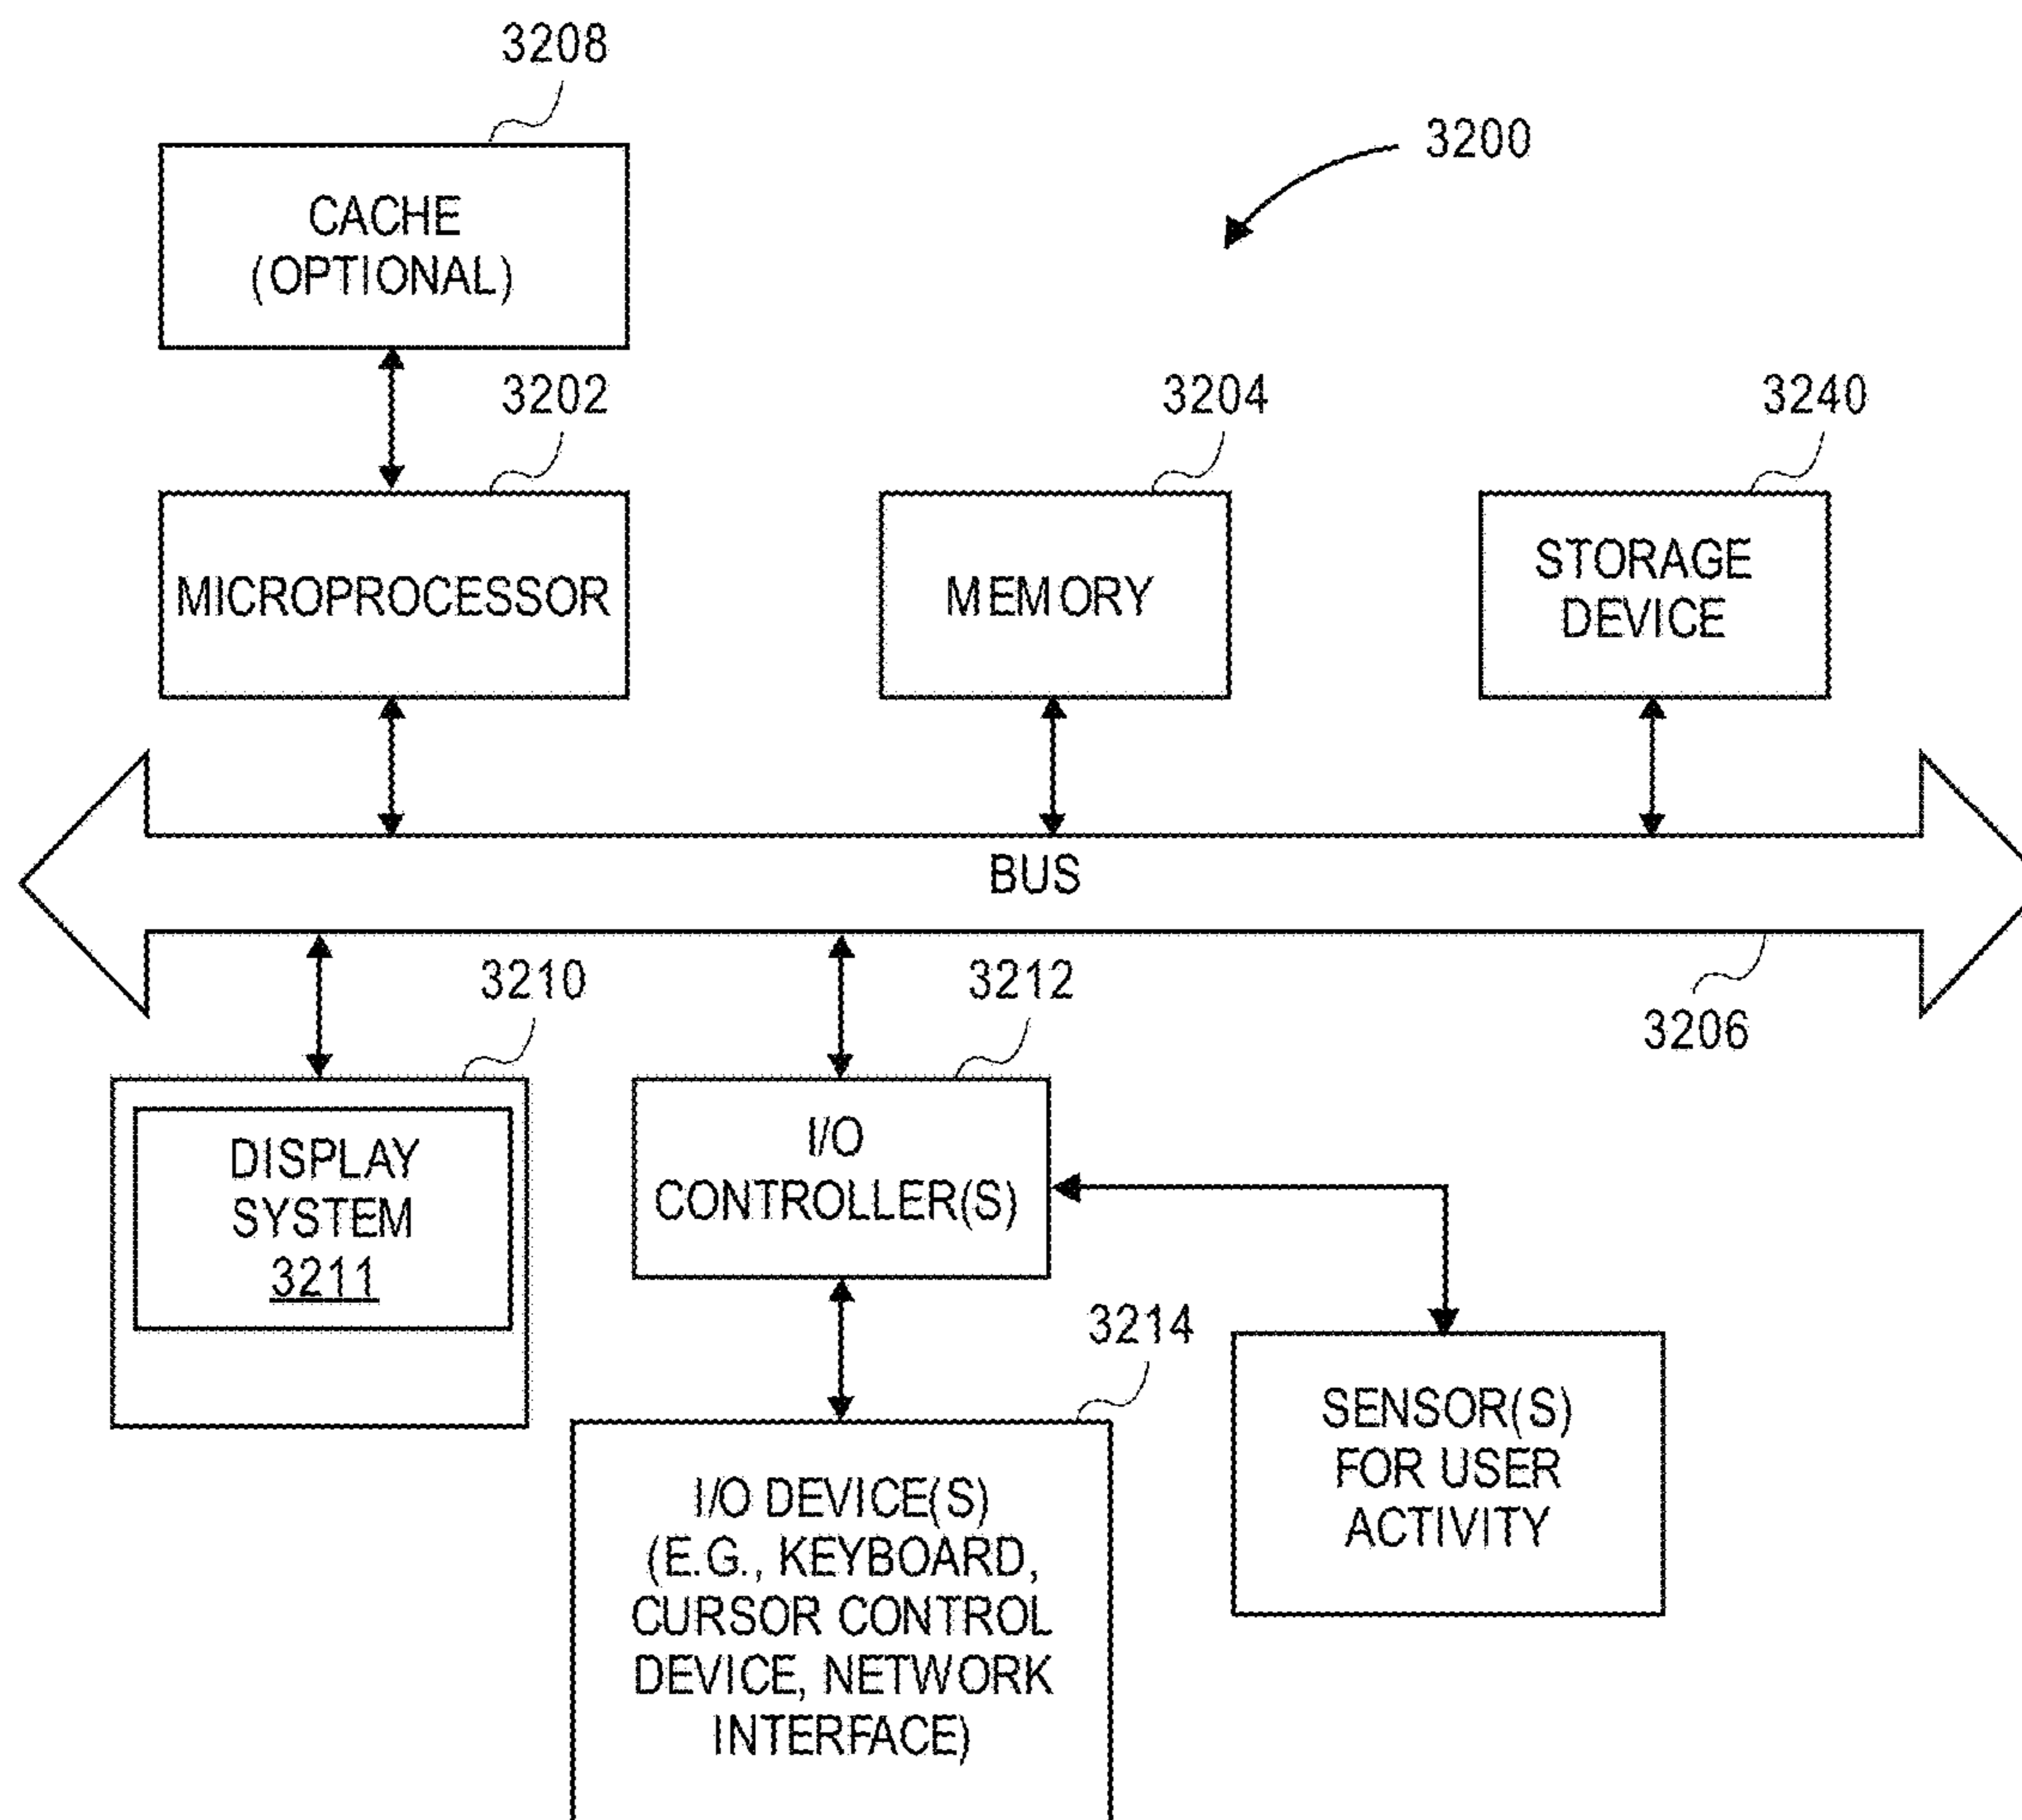 3208
3200
CACHE
(OPTIONAL)
3202
3204
3240
MICROPROCESSOR
MEMORY
STORAGE
DEVICE
BUS
3210
3212
3206
DISPLAY
SYSTEM
3211
I/O
CONTROLLER(S)
3214
SENSOR(S)
FOR USER
ACTIVITY
I/O DEVICE(S)
(E.G., KEYBOARD,
CURSOR CONTROL
DEVICE, NETWORK
INTERFACE)